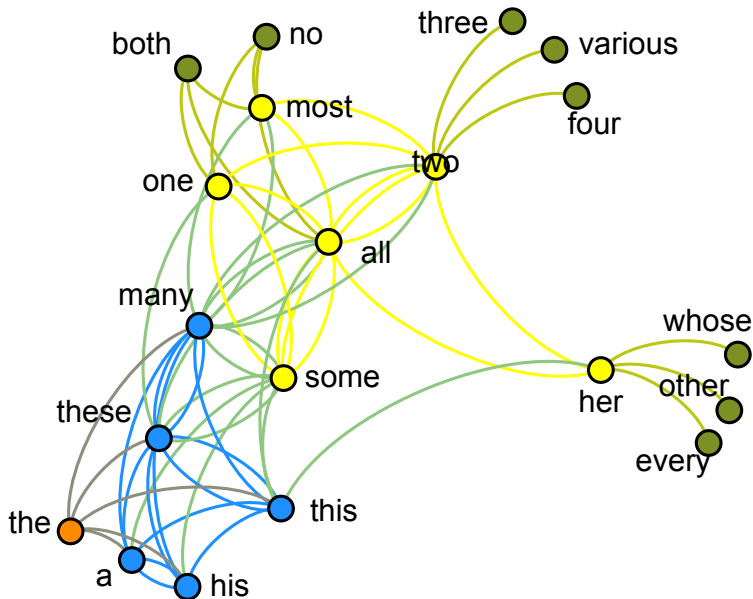 three
no
both
various
most
four
two
one
all
many
whose
some
other
her
these
every
this
the
a
his